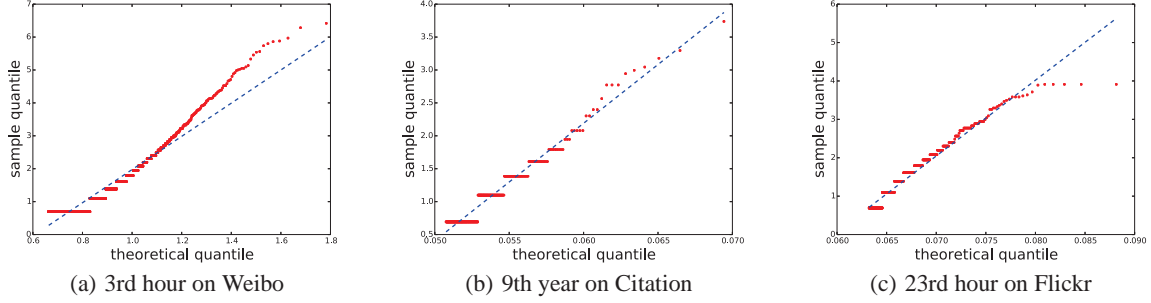 7
6
5
4
3
2
1
0
0.6 0.8 1.0 1.2 1.4 1.6 1.8
sample quantile
theoretical quantile
(a) 3rd hour on Weibo
4.0
3.5
3.0
2.5
2.0
1.5
1.0
0.5
0.050 0.055 0.060 0.065 0.070
sample quantile
theoretical quantile
(b) 9th year on Citation
6
5
4
3
2
1
0
0.060 0.065 0.070 0.075 0.080 0.085 0.090
sample quantile
theoretical quantile
(c) 23rd hour on Flickr